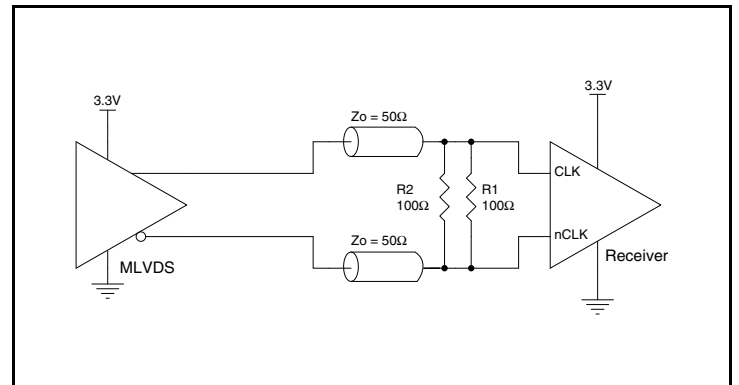 3.3V
3.3V
Zo = 50Ω
CLK
R2
100Ω
R1
100Ω
nCLK
Zo = 50Ω
Receiver
MLVDS